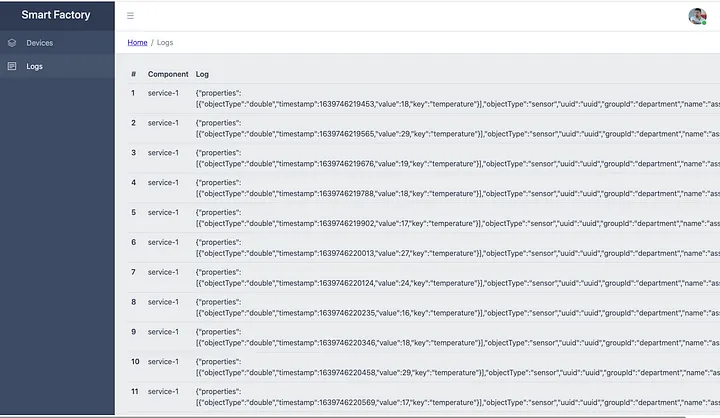 Smart Factory
Devices
Logs
Home / Logs
# Component Log
1 service-1 {"properties":
[{"objectType":"double","timestamp":1639746219453,"value":18,"key":"temperature"}],"objectType":"sensor","uuid":"uuid","groupId":"department","name":"ass
2 service-1 {"properties":
[{"objectType":"double","timestamp":1639746219565,"value":29,"key":"temperature"}],"objectType":"sensor","uuid":"uuid","groupId":"department","name":"as
3 service-1 {"properties":
[{"objectType":"double","timestamp":1639746219676,"value":19,"key":"temperature"}],"objectType":"sensor","uuid":"uuid","groupId":"department","name":"ass
4 service-1 {"properties":
[{"objectType":"double","timestamp":1639746219788,"value":18,"key":"temperature"}],"objectType":"sensor","uuid":"uuid","groupId":"department","name":"ass
5 service-1 {"properties":
[{"objectType":"double","timestamp":1639746219902,"value":17,"key":"temperature"}],"objectType":"sensor","uuid":"uuid","groupId":"department","name":"ass
6 service-1 {"properties":
[{"objectType":"double","timestamp":1639746220013,"value":27,"key":"temperature"}],"objectType":"sensor","uuid":"uuid","groupId":"department","name":"as
7 service-1 {"properties":
[{"objectType":"double","timestamp":1639746220124,"value":24,"key":"temperature"}],"objectType":"sensor","uuid":"uuid","groupId":"department","name":"as
8 service-1 {"properties":
[{"objectType":"double","timestamp":1639746220235,"value":16,"key":"temperature"}],"objectType":"sensor","uuid":"uuid","groupId":"department","name":"as
9 service-1 {"properties":
[{"objectType":"double","timestamp":1639746220346,"value":18,"key":"temperature"}],"objectType":"sensor","uuid":"uuid","groupId":"department","name":"as
10 service-1 {"properties":
[{"objectType":"double","timestamp":1639746220458,"value":29,"key":"temperature"}],"objectType":"sensor","uuid":"uuid","groupId":"department","name":"as
11 service-1 {"properties":
[{"objectType":"double","timestamp":1639746220569,"value":17,"key":"temperature"}],"objectType":"sensor","uuid":"uuid","groupId":"department","name":"as